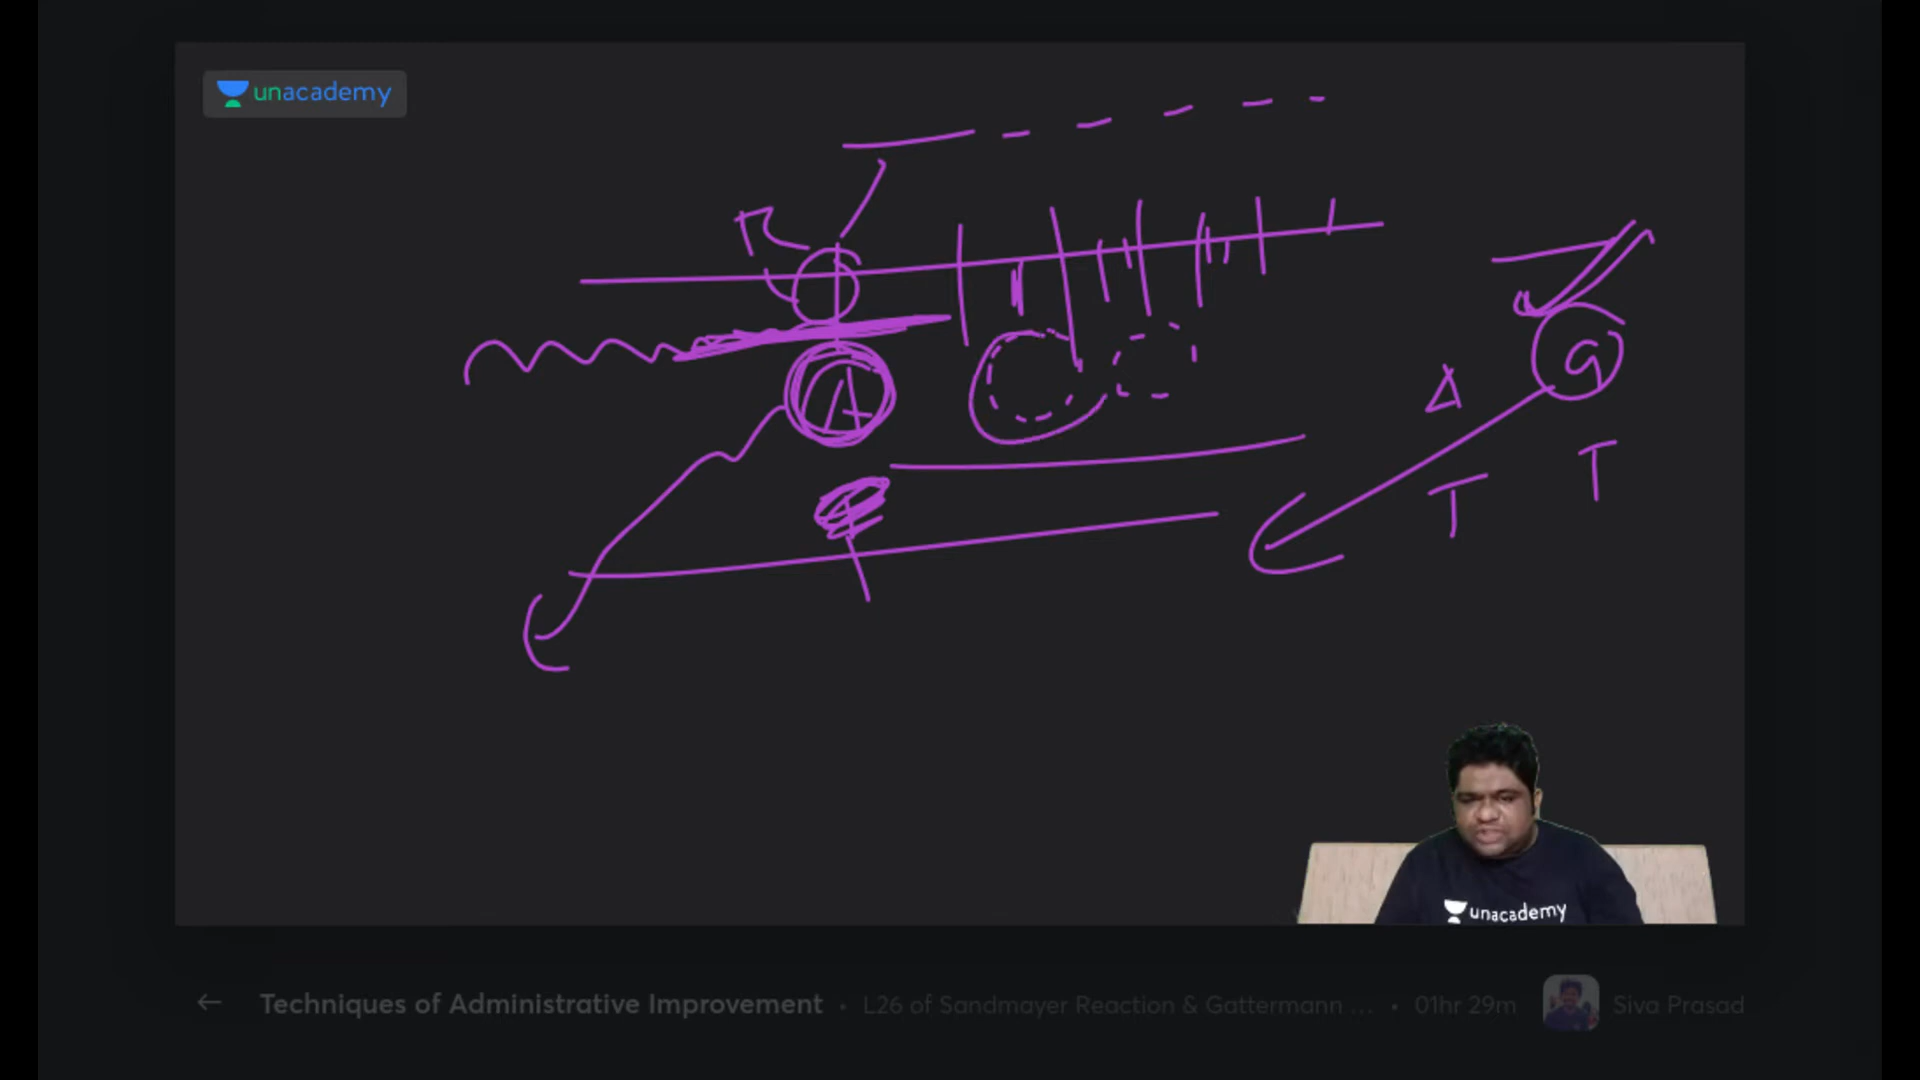 unacademy
A
G
Δ
T
T
unacademy
Techniques of Administrative Improvement • L26 of Sandmayer Reaction & Gattermann ... • 01hr 29m Siva Prasad